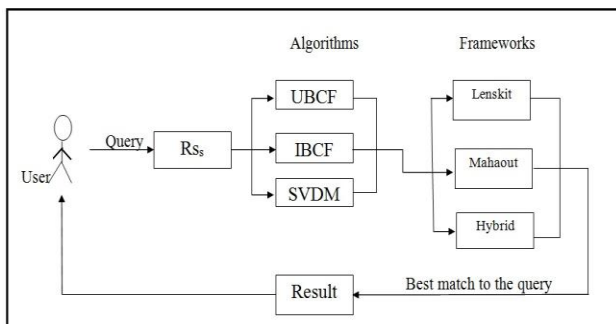 Algorithms
Frameworks
UBCF
Lenskit
Query
Rsₛ
IBCF
Mahaout
User
SVDM
Hybrid
Result
Best match to the query